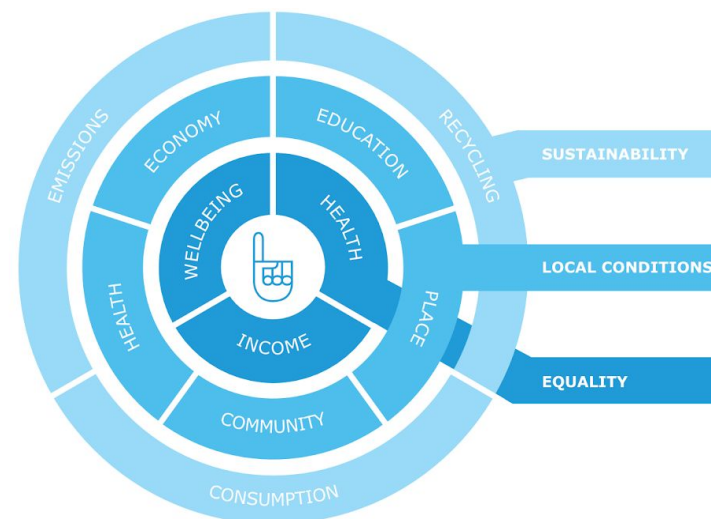 EMISSIONS
RECYCLING
ECONOMY
EDUCATION
WELLBEING
HEALTH
SUSTAINABILITY
LOCAL CONDITIONS
HEALTH
PLACE
INCOME
EQUALITY
COMMUNITY
CONSUMPTION